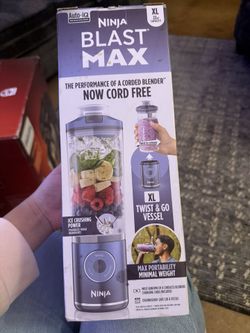 Auto-iQ
NINJA
BLAST
MAX
XL
THE PERFORMANCE OF A CORDED BLENDER
NOW CORD FREE
XL
TWIST & GO
VESSEL
ICE CRUSHING
POWER
MAX PORTABILITY
MINIMAL WEIGHT
NINJA